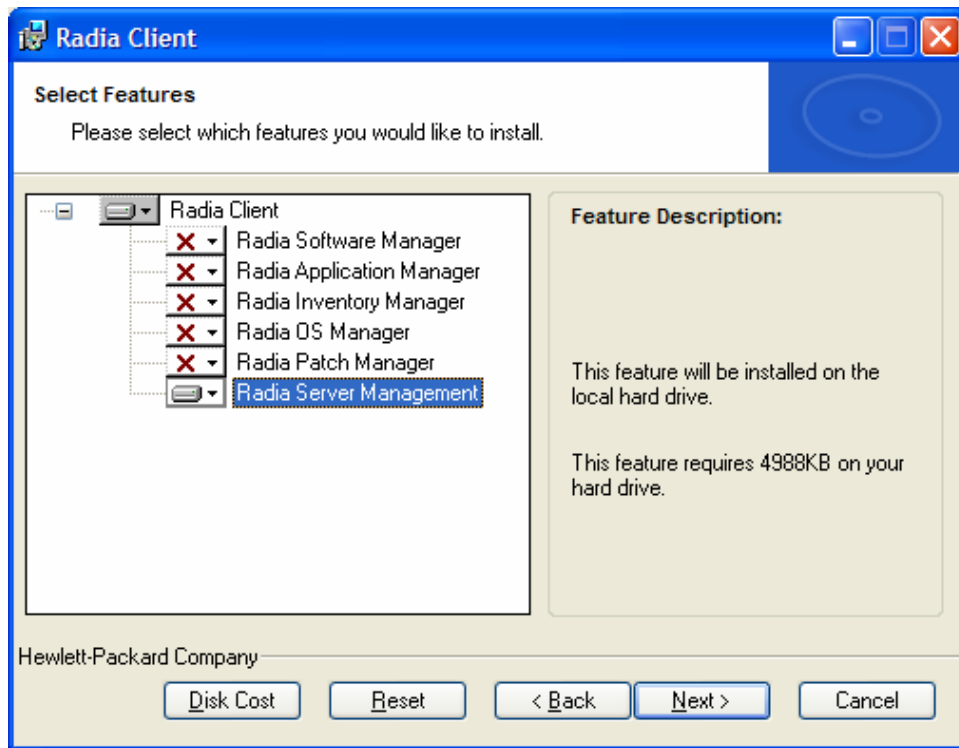 Radia Client
Select Features
Please select which features you would like to install.
Radia Client
Radia Software Manager
Radia Application Manager
Radia Inventory Manager
Radia OS Manager
Radia Patch Manager
Radia Server Management
Feature Description:
This feature will be installed on the
local hard drive.
This feature requires 4988KB on your
hard drive.
Hewlett-Packard Company
Disk Cost
Reset
< Back
Next >
Cancel